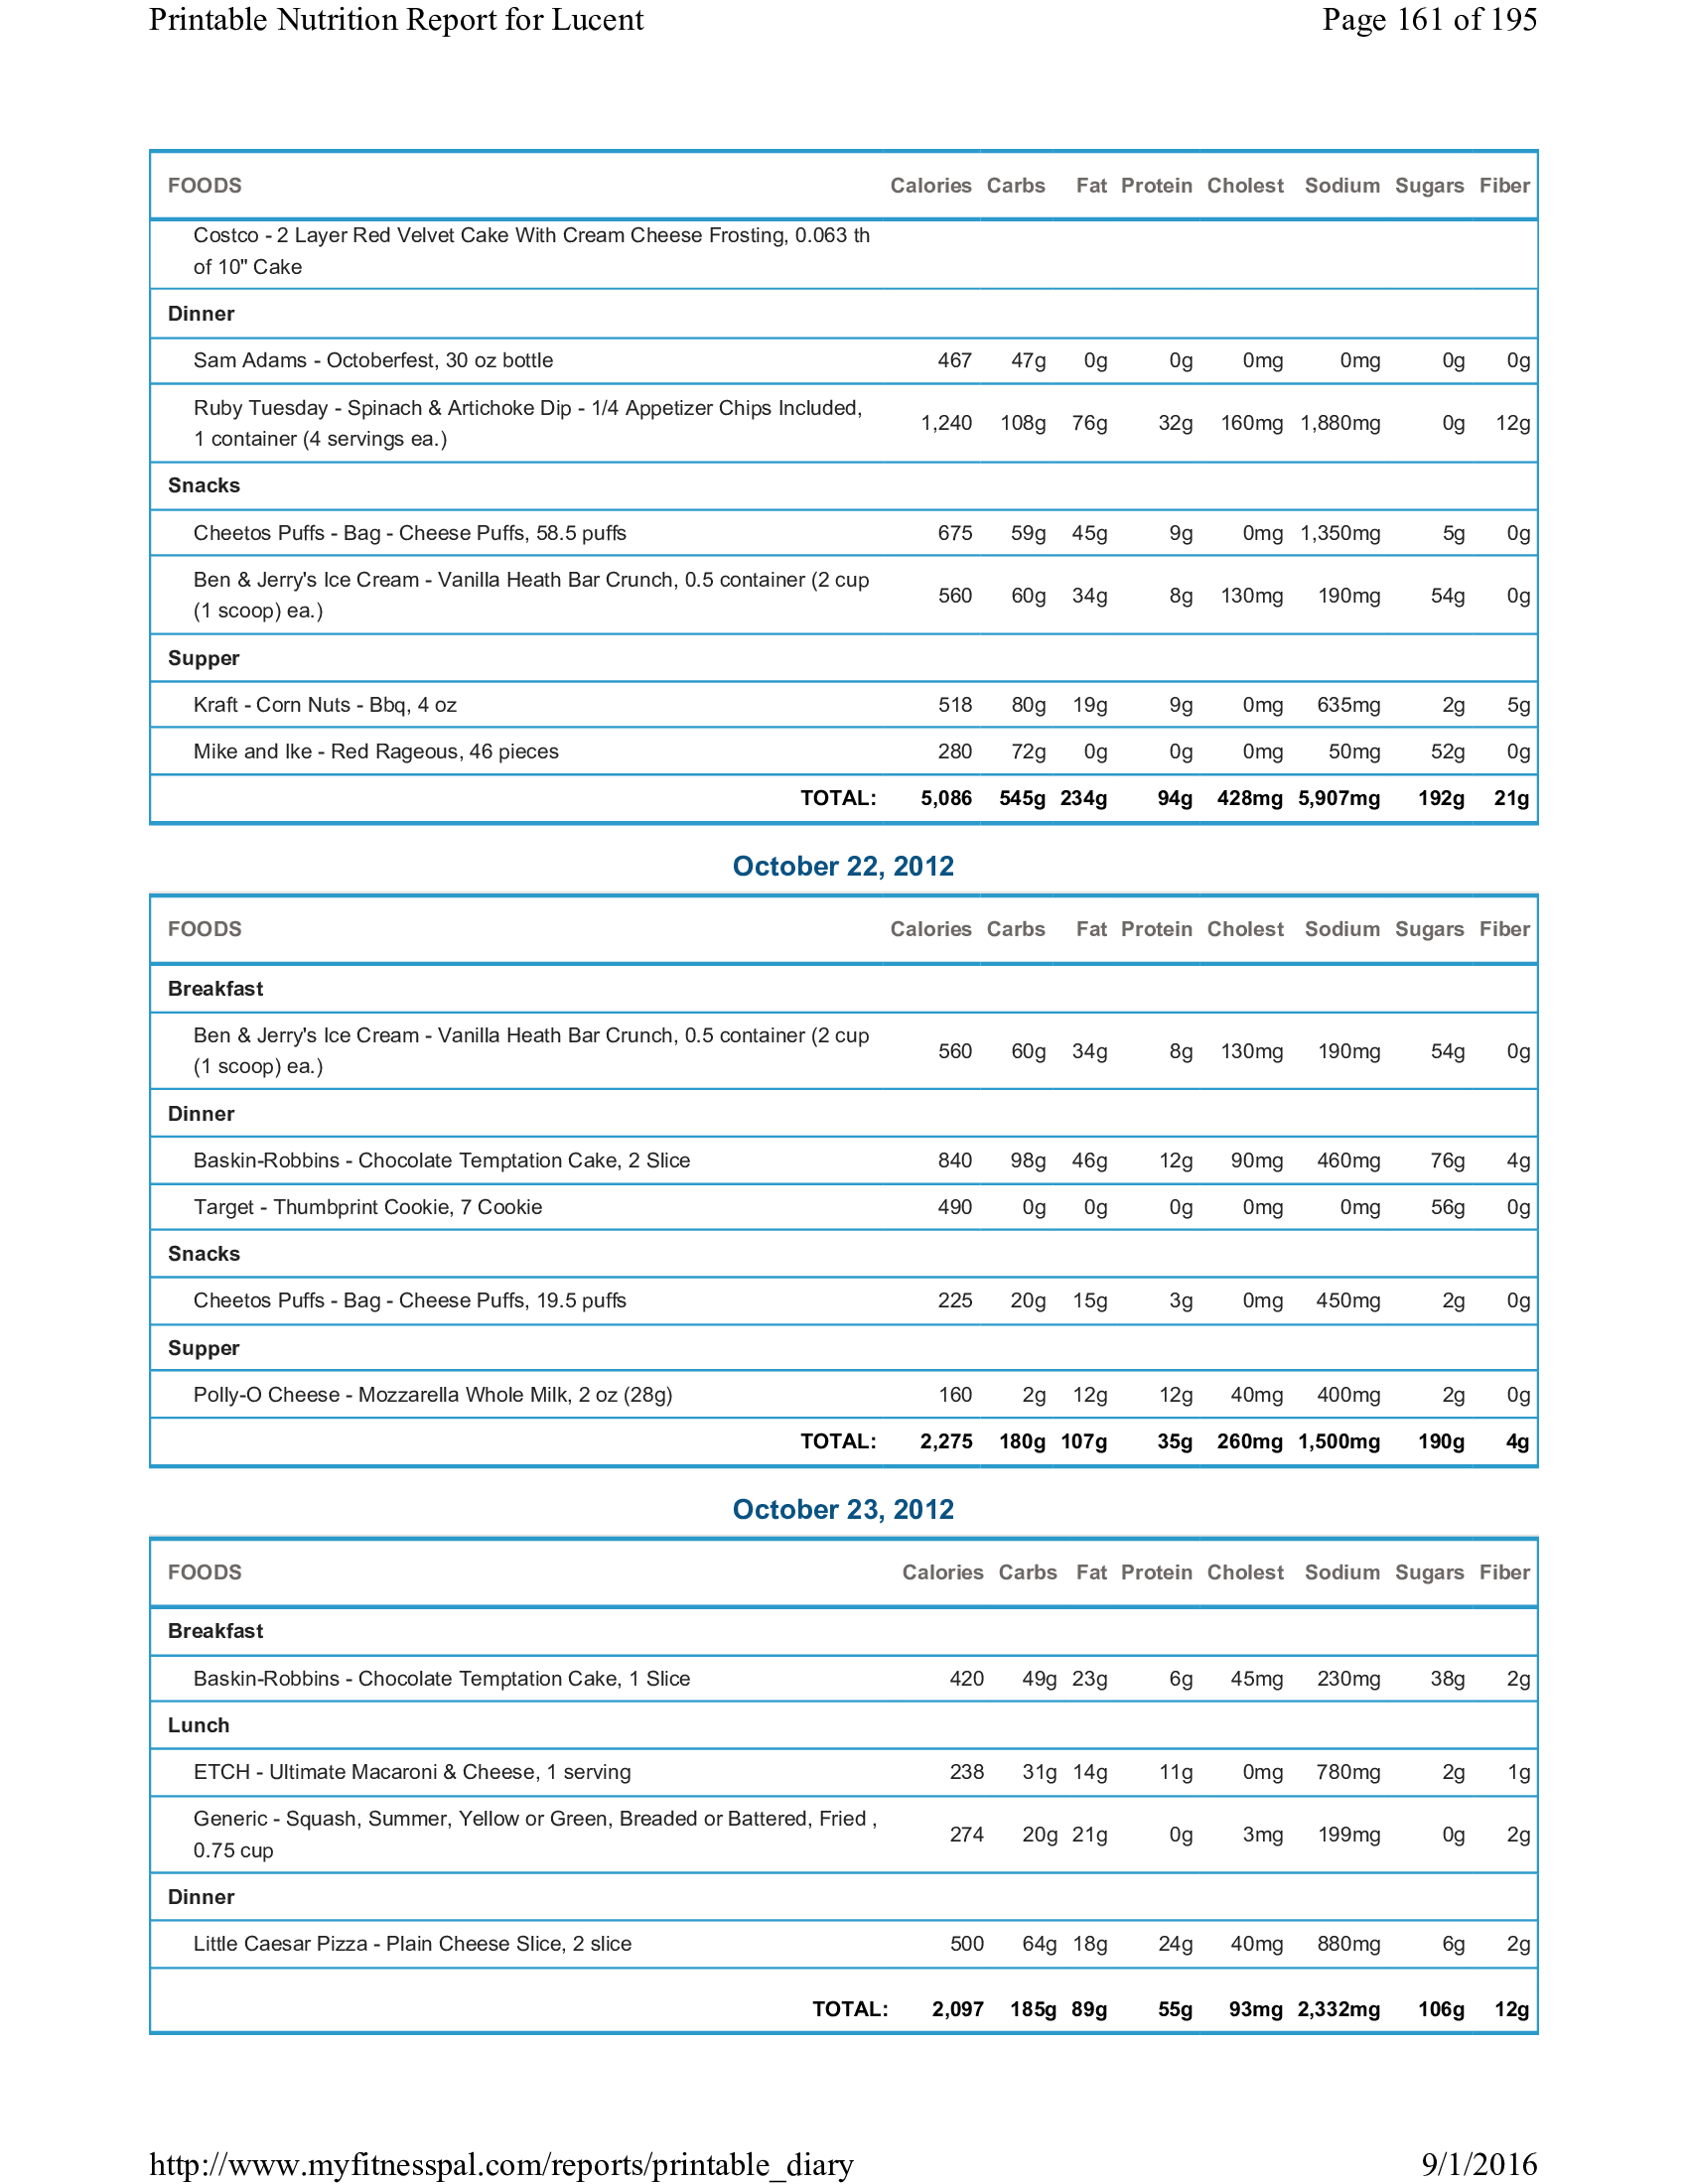 Printable Nutrition Report for Lucent Page 161 of 195
FOODS Calories Carbs Fat Protein Cholest Sodium Sugars Fiber
Costco - 2 Layer Red Velvet Cake With Cream Cheese Frosting, 0.063 th
of 10" Cake
Dinner
Sam Adams - Octoberfest, 30 oz bottle 467 47g 0g 0g 0mg 0mg 0g 0g
Ruby Tuesday - Spinach & Artichoke Dip - 1/4 Appetizer Chips Included,
1 container (4 servings ea.) 1,240 108g 76g 32g 160mg 1,880mg 0g 12g
Snacks
Cheetos Puffs - Bag - Cheese Puffs, 58.5 puffs 675 59g 45g 9g 0mg 1,350mg 5g 0g
Ben & Jerry's Ice Cream - Vanilla Heath Bar Crunch, 0.5 container (2 cup
(1 scoop) ea.) 560 60g 34g 8g 130mg 190mg 54g 0g
Supper
Kraft - Corn Nuts - Bbq, 4 oz 518 80g 19g 9g 0mg 635mg 2g 5g
Mike and Ike - Red Rageous, 46 pieces 280 72g 0g 0g 0mg 50mg 52g 0g
TOTAL: 5,086 545g 234g 94g 428mg 5,907mg 192g 21g
October 22, 2012
FOODS Calories Carbs Fat Protein Cholest Sodium Sugars Fiber
Breakfast
Ben & Jerry's Ice Cream - Vanilla Heath Bar Crunch, 0.5 container (2 cup
(1 scoop) ea.) 560 60g 34g 8g 130mg 190mg 54g 0g
Dinner
Baskin-Robbins - Chocolate Temptation Cake, 2 Slice 840 98g 46g 12g 90mg 460mg 76g 4g
Target - Thumbprint Cookie, 7 Cookie 490 0g 0g 0g 0mg 0mg 56g 0g
Snacks
Cheetos Puffs - Bag - Cheese Puffs, 19.5 puffs 225 20g 15g 3g 0mg 450mg 2g 0g
Supper
Polly-O Cheese - Mozzarella Whole Milk, 2 oz (28g) 160 2g 12g 12g 40mg 400mg 2g 0g
TOTAL: 2,275 180g 107g 35g 260mg 1,500mg 190g 4g
October 23, 2012
FOODS Calories Carbs Fat Protein Cholest Sodium Sugars Fiber
Breakfast
Baskin-Robbins - Chocolate Temptation Cake, 1 Slice 420 49g 23g 6g 45mg 230mg 38g 2g
Lunch
ETCH - Ultimate Macaroni & Cheese, 1 serving 238 31g 14g 11g 0mg 780mg 2g 1g
Generic - Squash, Summer, Yellow or Green, Breaded or Battered, Fried ,
0.75 cup 274 20g 21g 0g 3mg 199mg 0g 2g
Dinner
Little Caesar Pizza - Plain Cheese Slice, 2 slice 500 64g 18g 24g 40mg 880mg 6g 2g
TOTAL: 2,097 185g 89g 55g 93mg 2,332mg 106g 12g
http://www.myfitnesspal.com/reports/printable_diary 9/1/2016